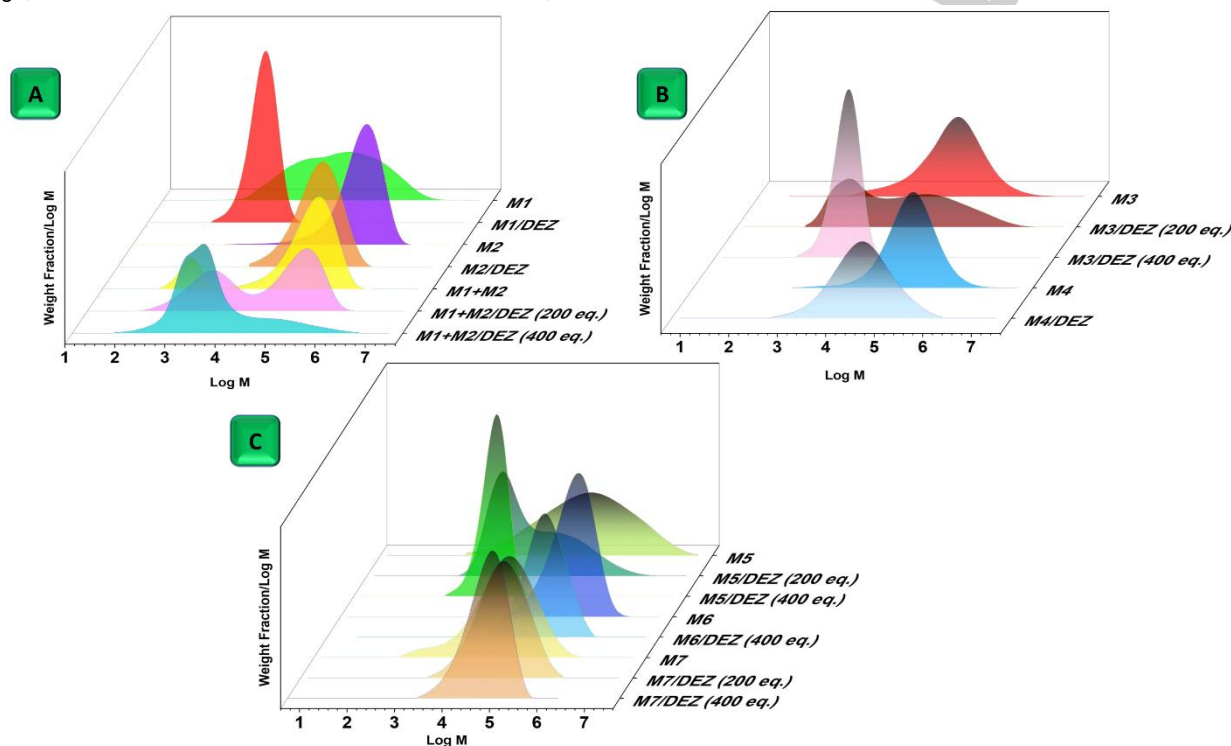 A
Weight Fraction/Log M
M1
M1/DEZ
M2
M2/DEZ
M1+M2
M1+M2/DEZ (200 eq.)
M1+M2/DEZ (400 eq.)
1 2 3 4 5 6 7
Log M
B
Weight Fraction/Log M
M3
M3/DEZ (200 eq.)
M3/DEZ (400 eq.)
M4
M4/DEZ
1 2 3 4 5 6 7
Log M
C
Weight Fraction/Log M
M5
M5/DEZ (200 eq.)
M5/DEZ (400 eq.)
M6
M6/DEZ (400 eq.)
M7
M7/DEZ (200 eq.)
M7/DEZ (400 eq.)
1 2 3 4 5 6 7
Log M